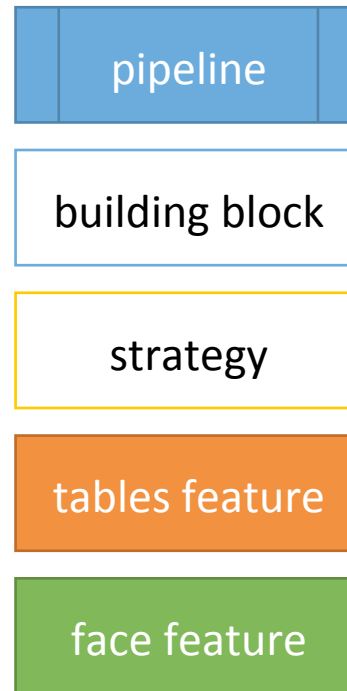 pipeline
building block
strategy
tables feature
face feature